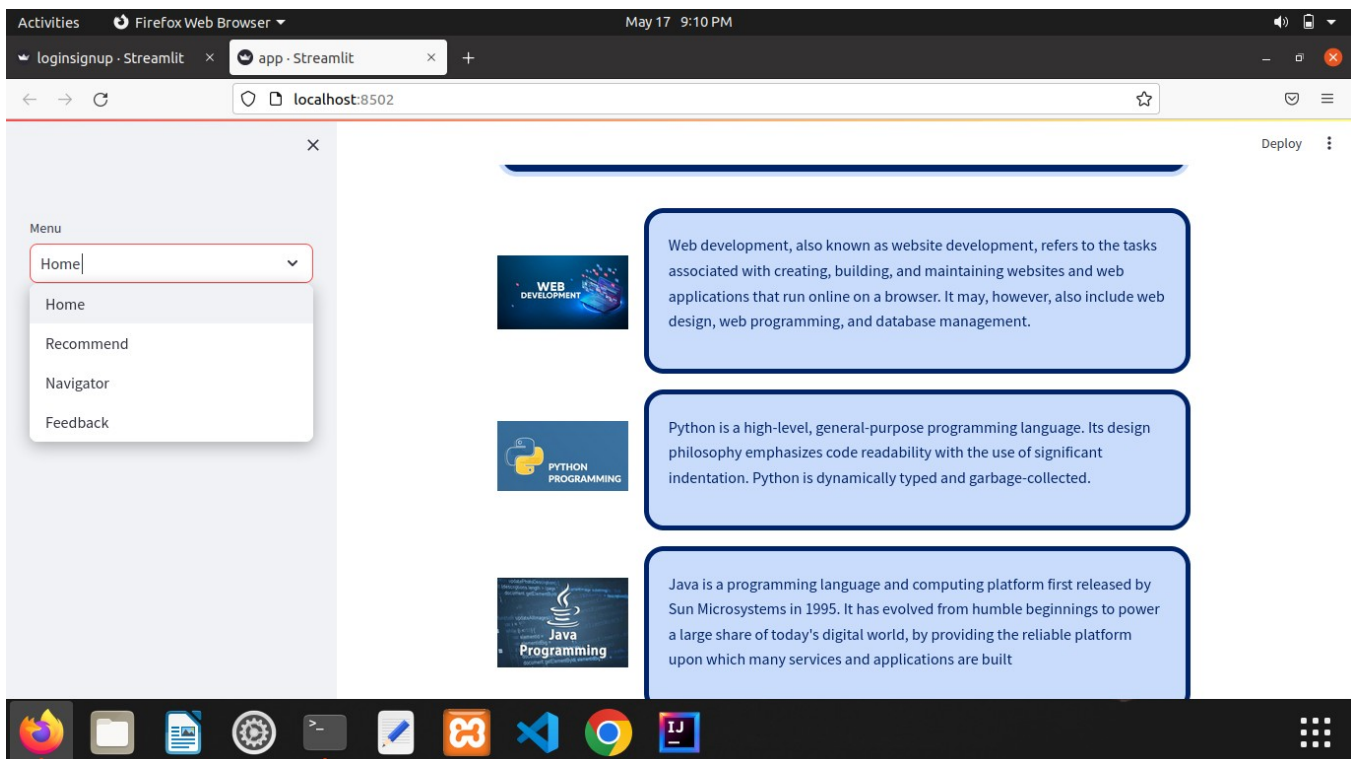 Activities Firefox Web Browser May 17 9:10 PM
loginsignup · Streamlit × app · Streamlit × +
localhost:8502
Deploy
Menu
Home
Home
Recommend
Navigator
Feedback
WEB
DEVELOPMENT
Web development, also known as website development, refers to the tasks
associated with creating, building, and maintaining websites and web
applications that run online on a browser. It may, however, also include web
design, web programming, and database management.
PYTHON
PROGRAMMING
Python is a high-level, general-purpose programming language. Its design
philosophy emphasizes code readability with the use of significant
indentation. Python is dynamically typed and garbage-collected.
Java
Programming
Java is a programming language and computing platform first released by
Sun Microsystems in 1995. It has evolved from humble beginnings to power
a large share of today's digital world, by providing the reliable platform
upon which many services and applications are built
>_
IJ